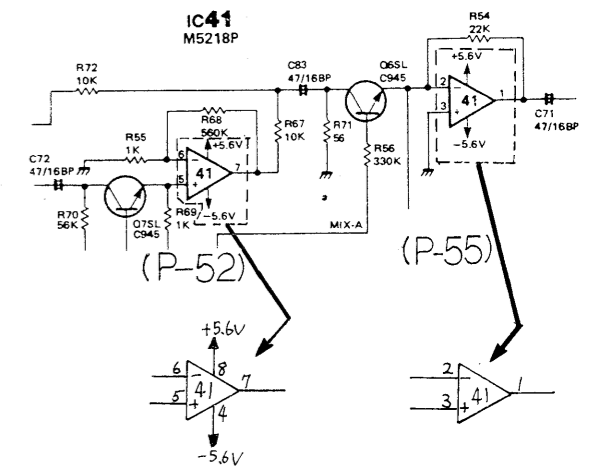 IC41
M5218P
R54
22K
R72
10K
C83
47/16BP
Q6SL
C945
+5.6V
2
−
41
1
3
+
−5.6V
C71
47/16BP
R68
560K
R67
10K
R71
56
R56
330K
R55
1K
C72
47/16BP
+5.6V
6
−
41
7
5
+
−5.6V
R70
56K
Q7SL
C945
R69
1K
MIX-A
(P-52)
(P-55)
+5.6V
6
−
8
41
7
5
+
4
−5.6V
2
−
41
1
3
+